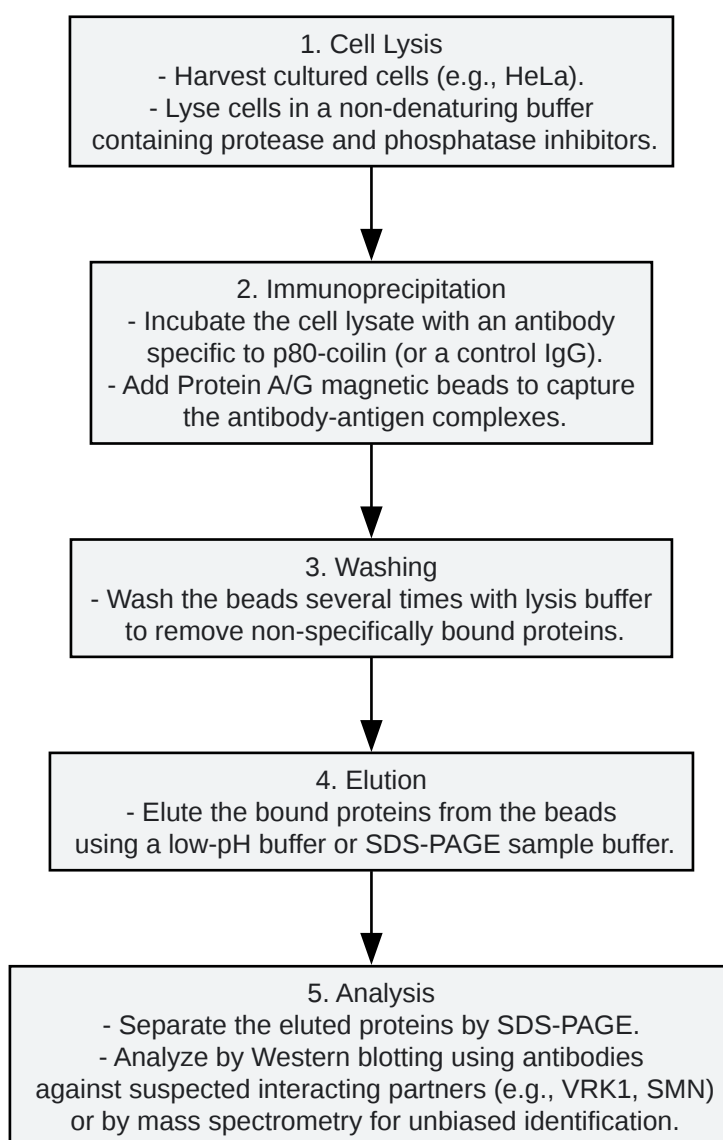 1. Cell Lysis
- Harvest cultured cells (e.g., HeLa).
- Lyse cells in a non-denaturing buffer
containing protease and phosphatase inhibitors.
2. Immunoprecipitation
- Incubate the cell lysate with an antibody
specific to p80-coilin (or a control IgG).
- Add Protein A/G magnetic beads to capture
the antibody-antigen complexes.
3. Washing
- Wash the beads several times with lysis buffer
to remove non-specifically bound proteins.
4. Elution
- Elute the bound proteins from the beads
using a low-pH buffer or SDS-PAGE sample buffer.
5. Analysis
- Separate the eluted proteins by SDS-PAGE.
- Analyze by Western blotting using antibodies
against suspected interacting partners (e.g., VRK1, SMN)
or by mass spectrometry for unbiased identification.